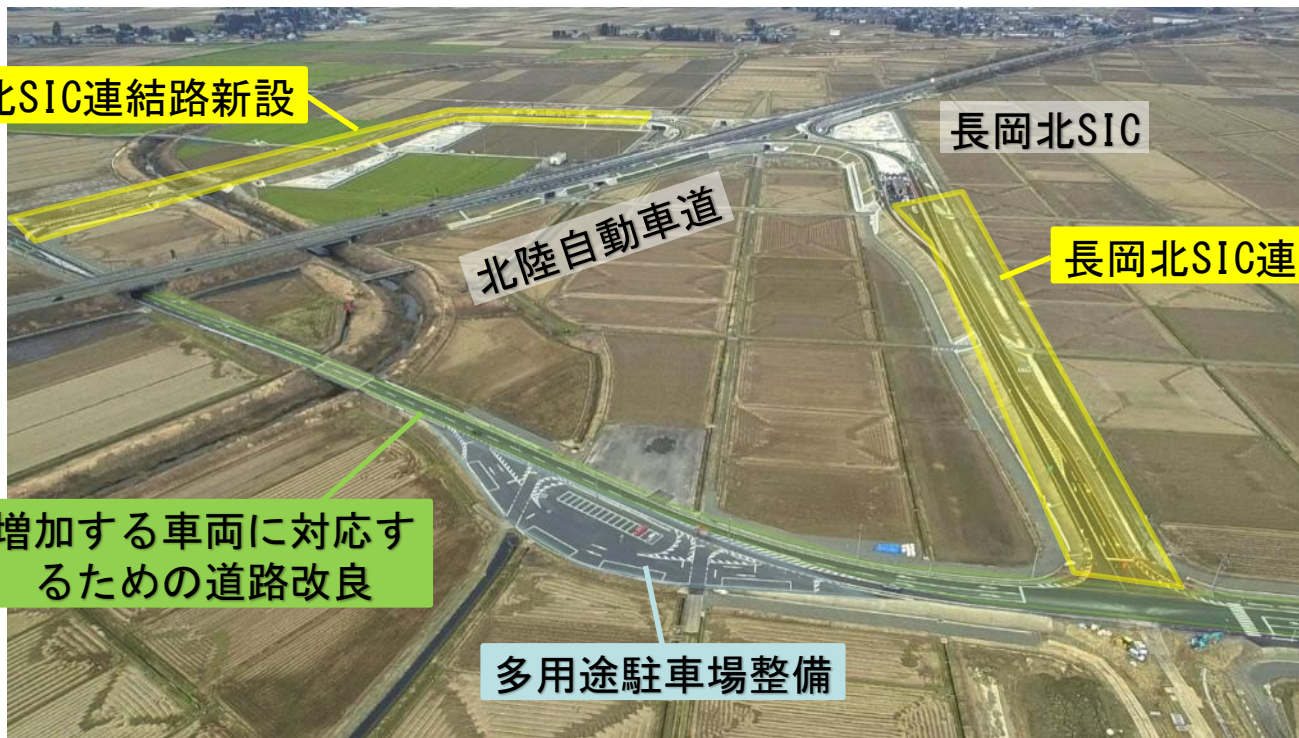 北SIC連結路新設
長岡北SIC
北陸自動車道
長岡北SIC連
増加する車両に対応す
るための道路改良
多用途駐車場整備